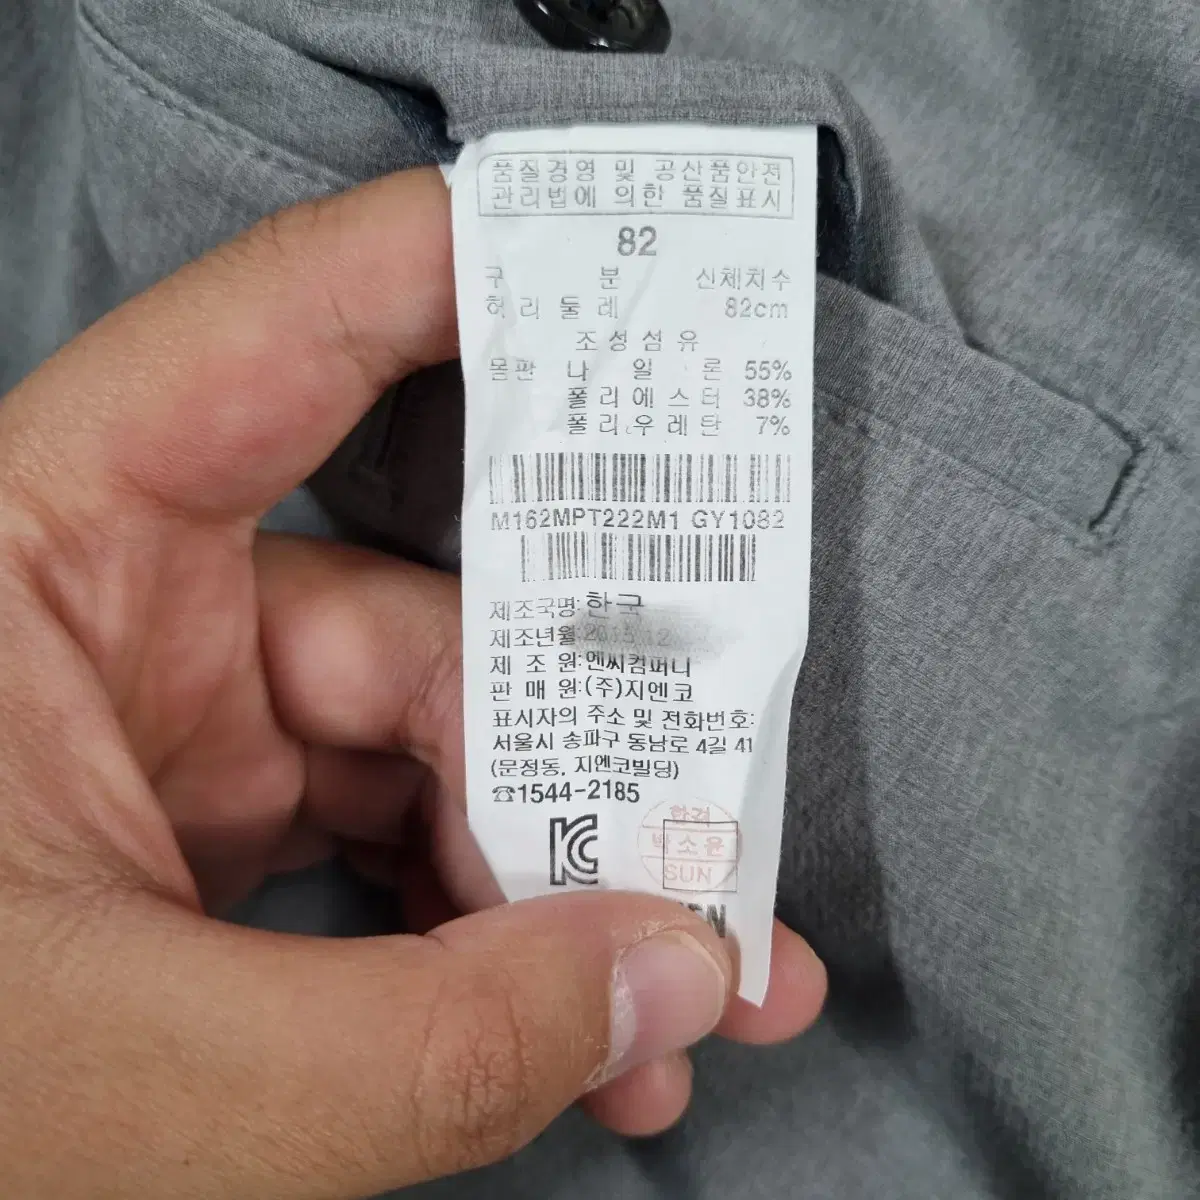 품질경영 및 공산품안전
관리법에 의한 품질표시
82
구 분 신체치수
허리둘레 82cm
조성섬유
몸판 나일론 55%
폴리에스터 38%
폴리우레탄 7%
M162MPT222M1 GY1082
제조국명:한국
제조년월:2015.12
제 조 원:엔씨컴퍼니
판 매 원:(주)지엔코
표시자의 주소 및 전화번호:
서울시 송파구 동남로 4길 41
(문정동, 지엔코빌딩)
☎1544-2185
합격
박소윤
SUN